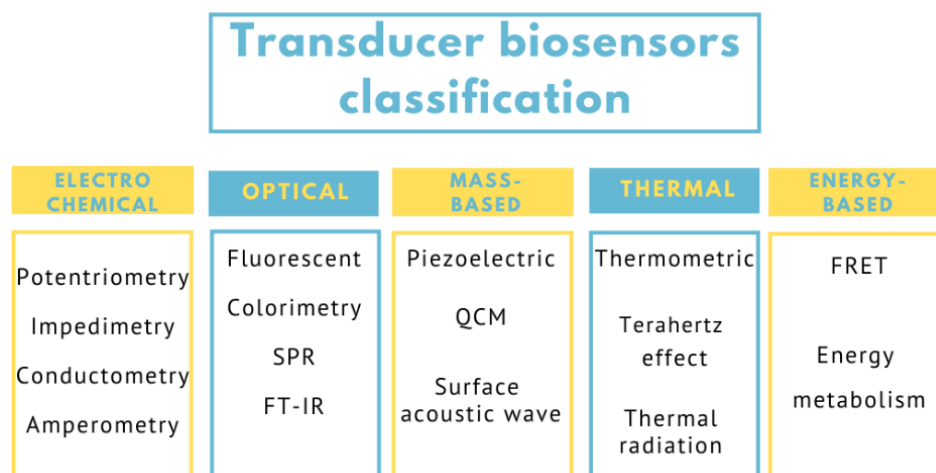 Transducer biosensors
classification
ELECTRO
CHEMICAL
Potentriometry
Impedimetry
Conductometry
Amperometry
OPTICAL
Fluorescent
Colorimetry
SPR
FT-IR
MASS-
BASED
Piezoelectric
QCM
Surface
acoustic wave
THERMAL
Thermometric
Terahertz
effect
Thermal
radiation
ENERGY-
BASED
FRET
Energy
metabolism